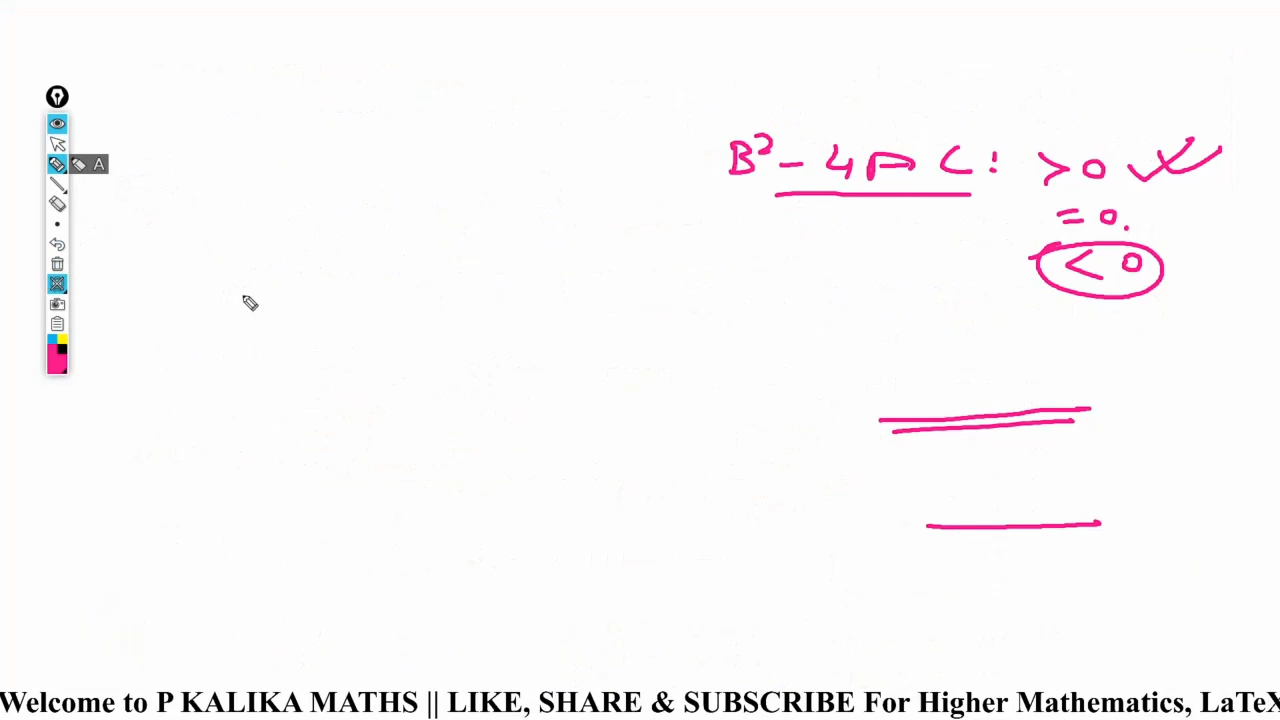 A
B² - 4AC : > 0
= 0.
< 0
Welcome to P KALIKA MATHS || LIKE, SHARE & SUBSCRIBE For Higher Mathematics, LaTeX